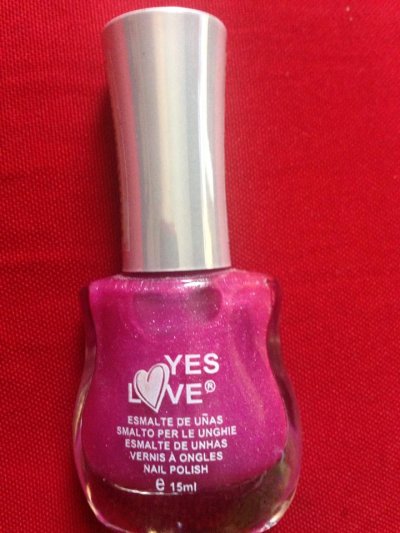 YES
LOVE®
ESMALTE DE UÑAS
SMALTO PER LE UNGHIE
ESMALTE DE UNHAS
VERNIS À ONGLES
NAIL POLISH
e 15ml